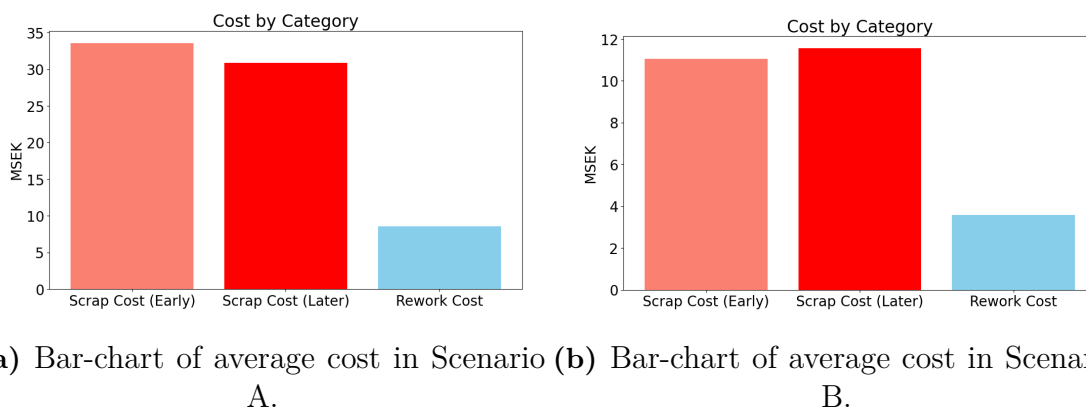 Cost by Category
35
30
25
20
15
10
5
0
MSEK
Scrap Cost (Early) Scrap Cost (Later) Rework Cost
Cost by Category
12
10
8
6
4
2
0
MSEK
Scrap Cost (Early) Scrap Cost (Later) Rework Cost
) Bar-chart of average cost in Scenario
A.
(b) Bar-chart of average cost in
B.